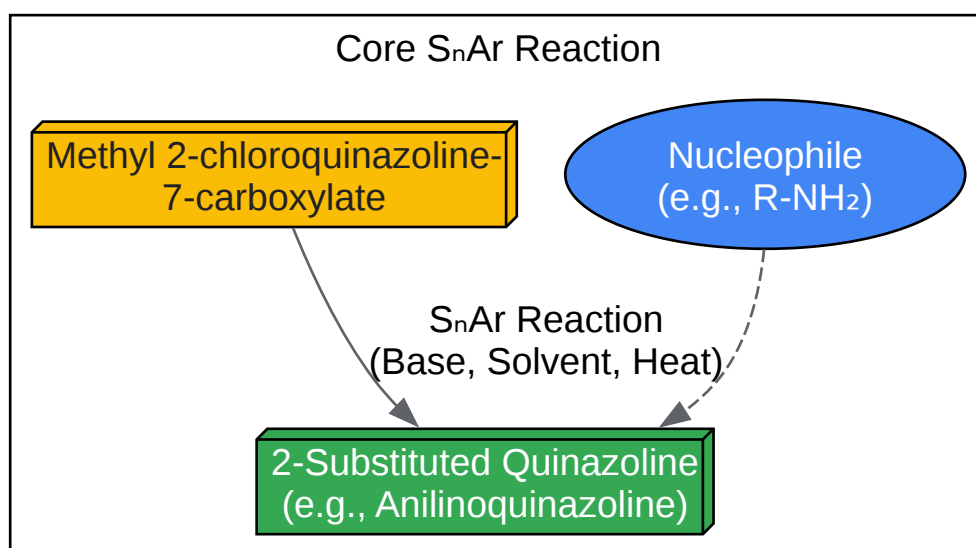 Core SₙAr Reaction
Methyl 2-chloroquinazoline-
7-carboxylate
Nucleophile
(e.g., R-NH₂)
SₙAr Reaction
(Base, Solvent, Heat)
2-Substituted Quinazoline
(e.g., Anilinoquinazoline)